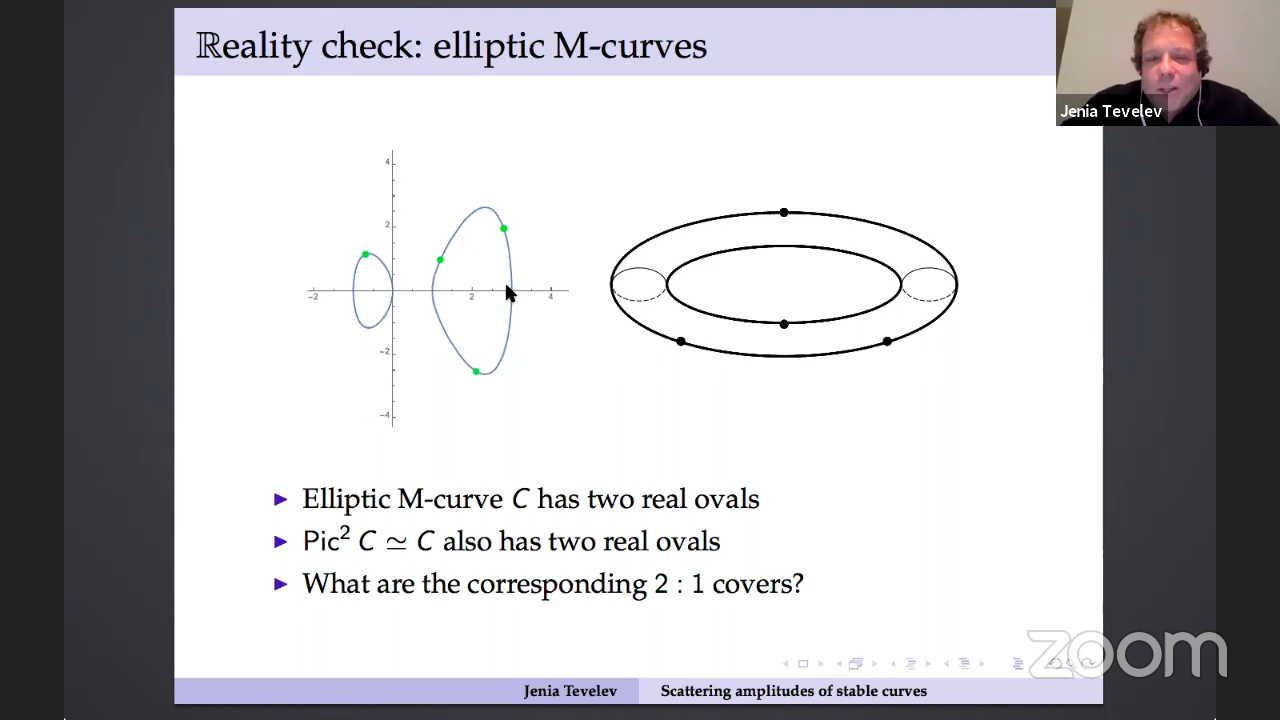 ℝeality check: elliptic M-curves
Jenia Tevelev
4
2
−2
2
4
−2
−4
▶ Elliptic M-curve C has two real ovals
▶ Pic² C ≃ C also has two real ovals
▶ What are the corresponding 2 : 1 covers?
zoom
Jenia Tevelev Scattering amplitudes of stable curves